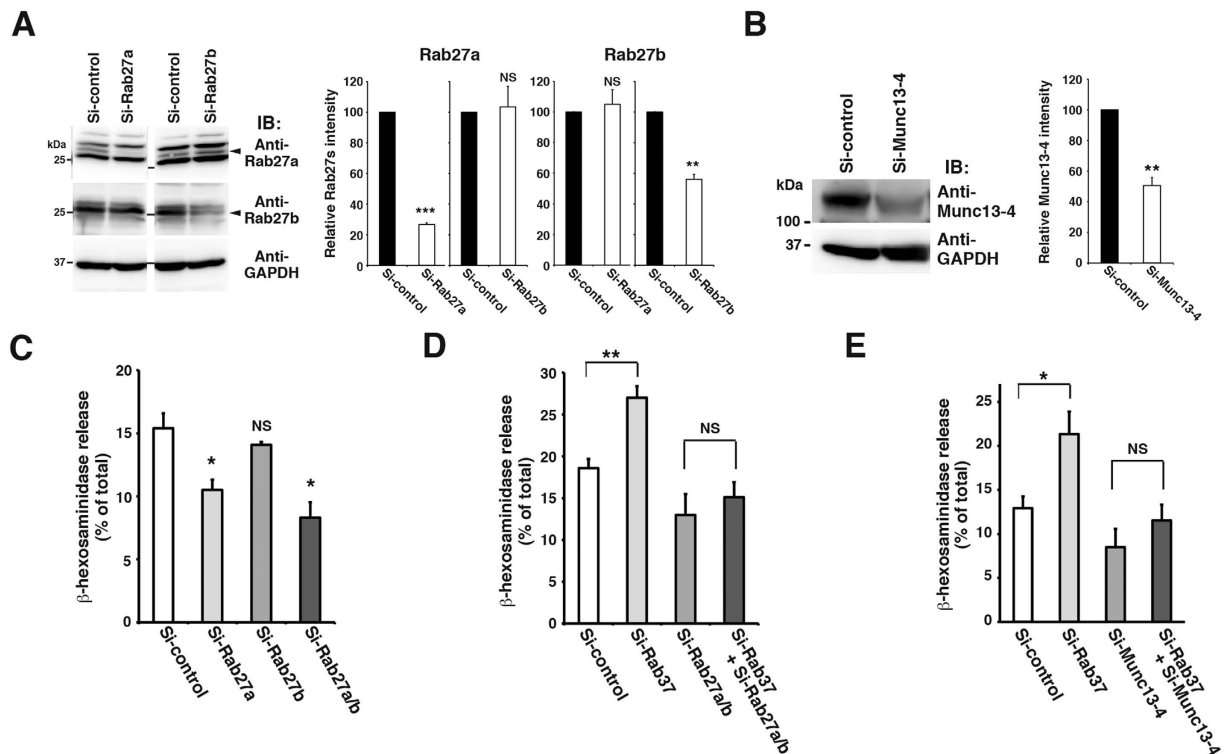 A
Si-control
Si-Rab27a
Si-control
Si-Rab27b
IB:
kDa
25
Anti-
Rab27a
25
Anti-
Rab27b
37
Anti-
GAPDH
Rab27a
Rab27b
Relative Rab27s intensity
120
100
80
60
40
20
0
***
NS
NS
**
Si-control
Si-Rab27a
Si-control
Si-Rab27b
Si-control
Si-Rab27a
Si-control
Si-Rab27b
B
Si-control
Si-Munc13-4
IB:
kDa
100
Anti-
Munc13-4
37
Anti-
GAPDH
Relative Munc13-4 intensity
120
100
80
60
40
20
0
**
Si-control
Si-Munc13-4
C
β-hexosaminidase release
(% of total)
20
15
10
5
0
*
NS
*
Si-control
Si-Rab27a
Si-Rab27b
Si-Rab27a/b
D
β-hexosaminidase release
(% of total)
30
25
20
15
10
5
0
**
NS
Si-control
Si-Rab37
Si-Rab27a/b
Si-Rab37
+ Si-Rab27a/b
E
β-hexosaminidase release
(% of total)
25
20
15
10
5
0
*
NS
Si-control
Si-Rab37
Si-Munc13-4
Si-Rab37
+ Si-Munc13-4